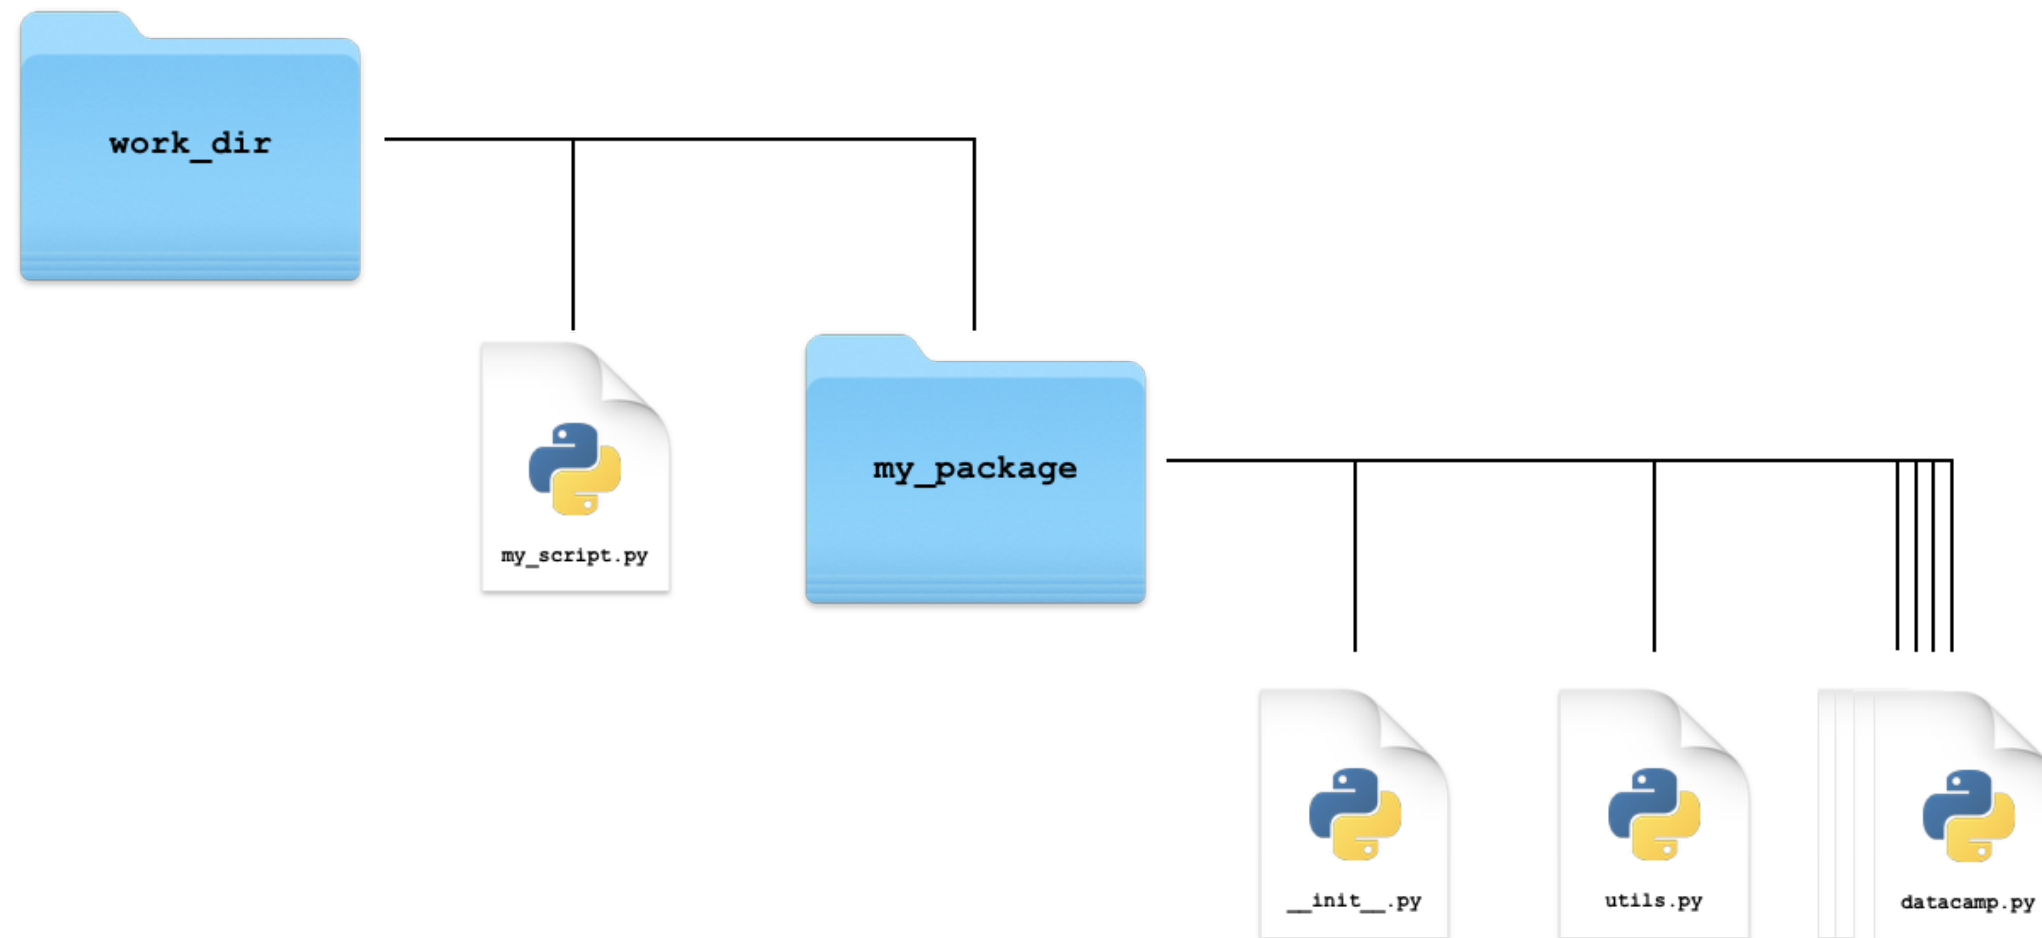 work_dir
my_script.py
my_package
__init__.py
utils.py
datacamp.py